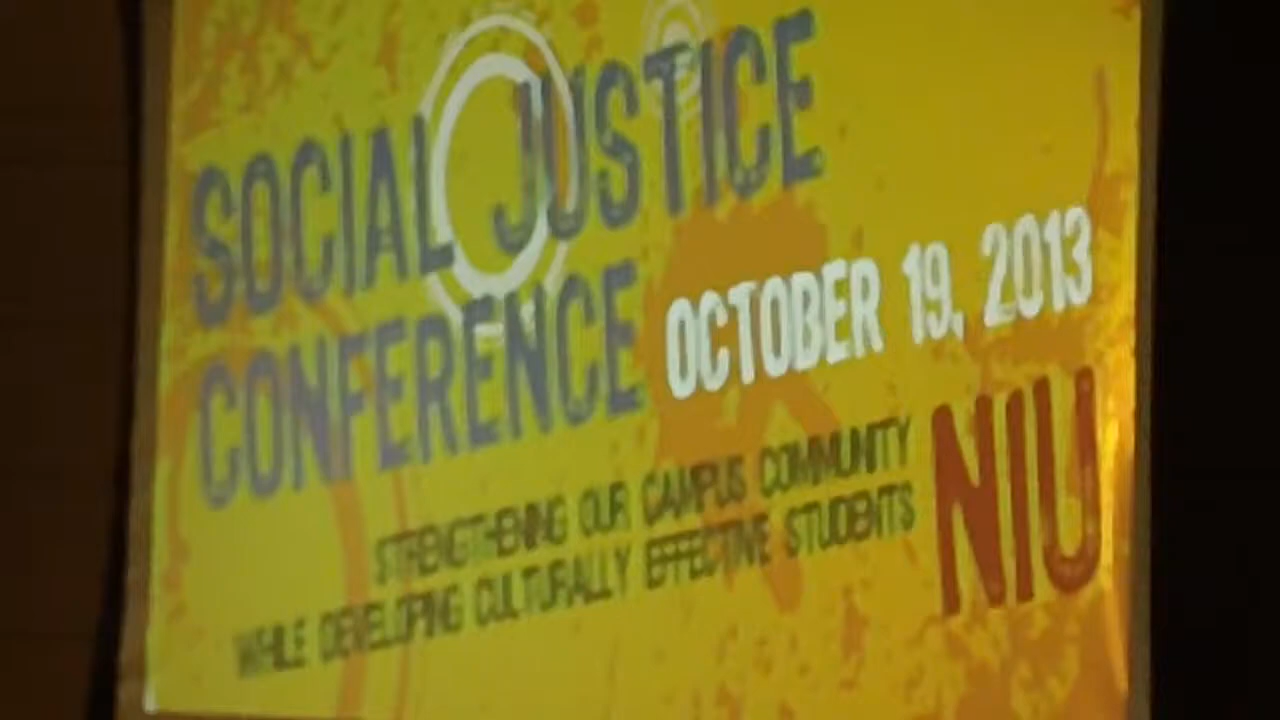 SOCIAL JUSTICE
CONFERENCE OCTOBER 19, 2013
STRENGTHENING OUR CAMPUS COMMUNITY
WHILE DEVELOPING CULTURALLY EFFECTIVE STUDENTS
NIU